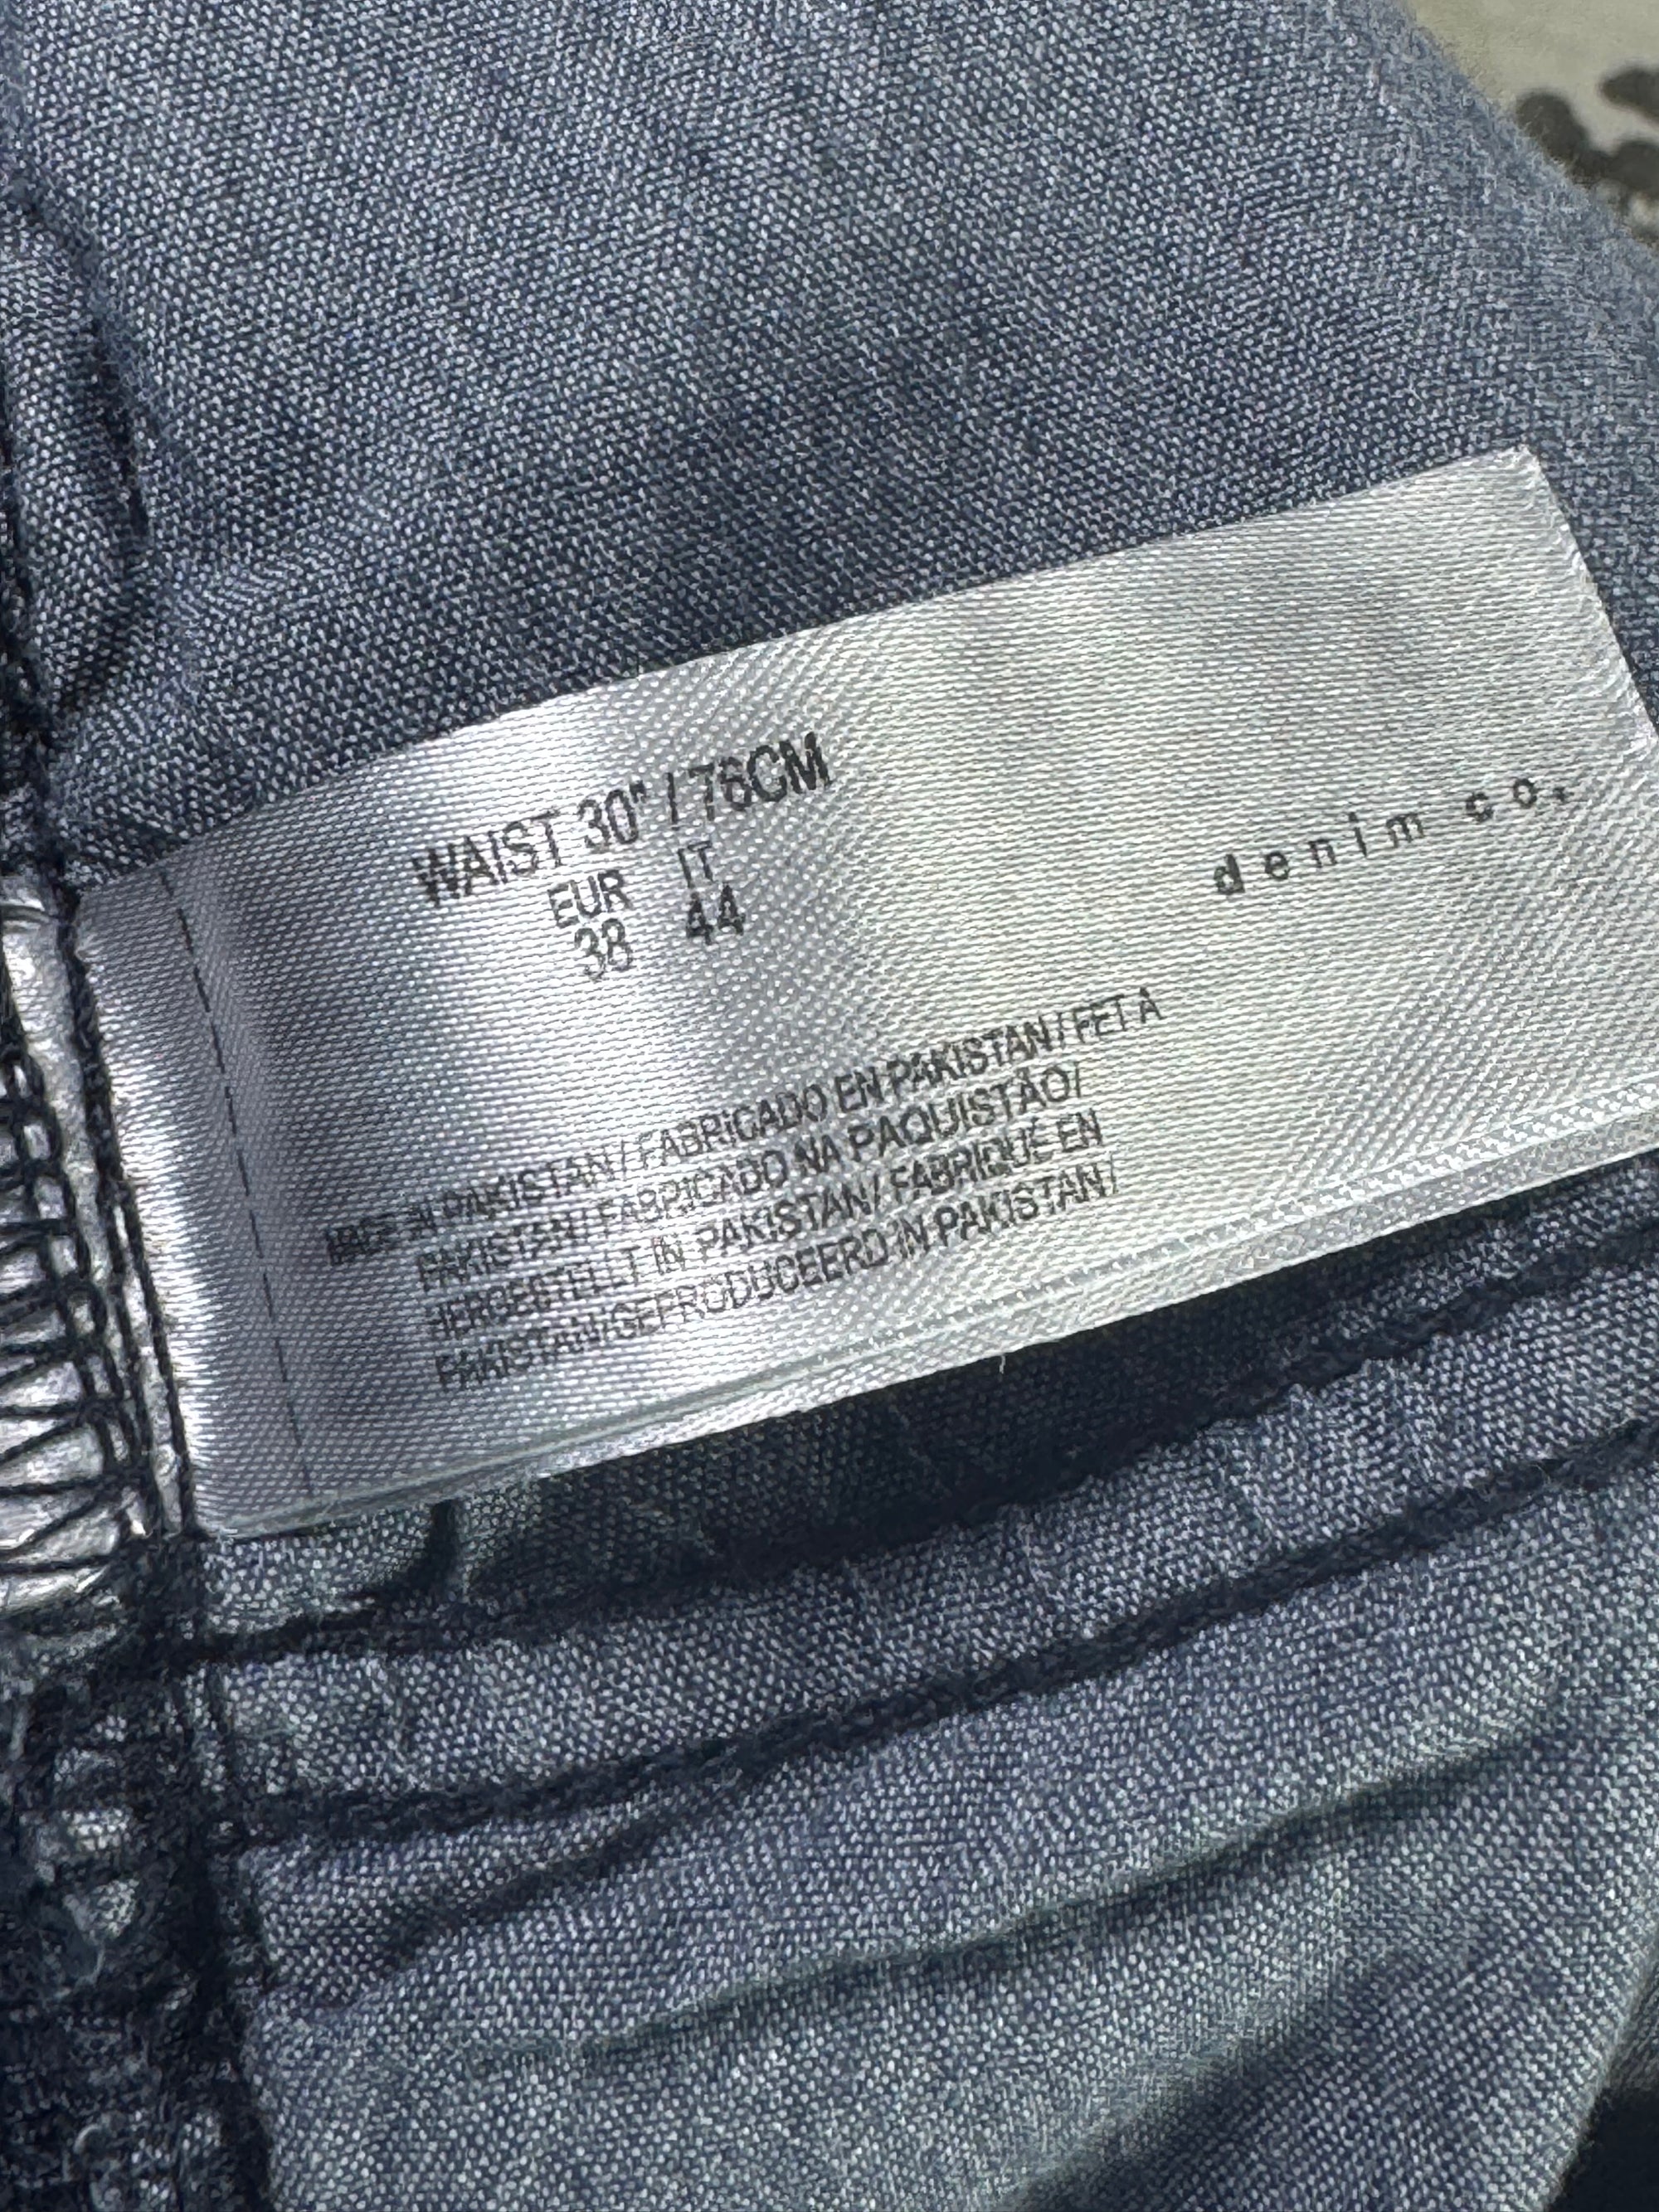 WAIST 30" / 76CM
EUR IT
38 44
denim co.
MADE IN PAKISTAN / FABRICADO EN PAKISTAN / FET A
PAKISTAN / FABRICADO NA PAQUISTÃO/
HERGESTELLT IN PAKISTAN / FABRIQUÉ EN
PAKISTAN/GEPRODUCEERD IN PAKISTAN /